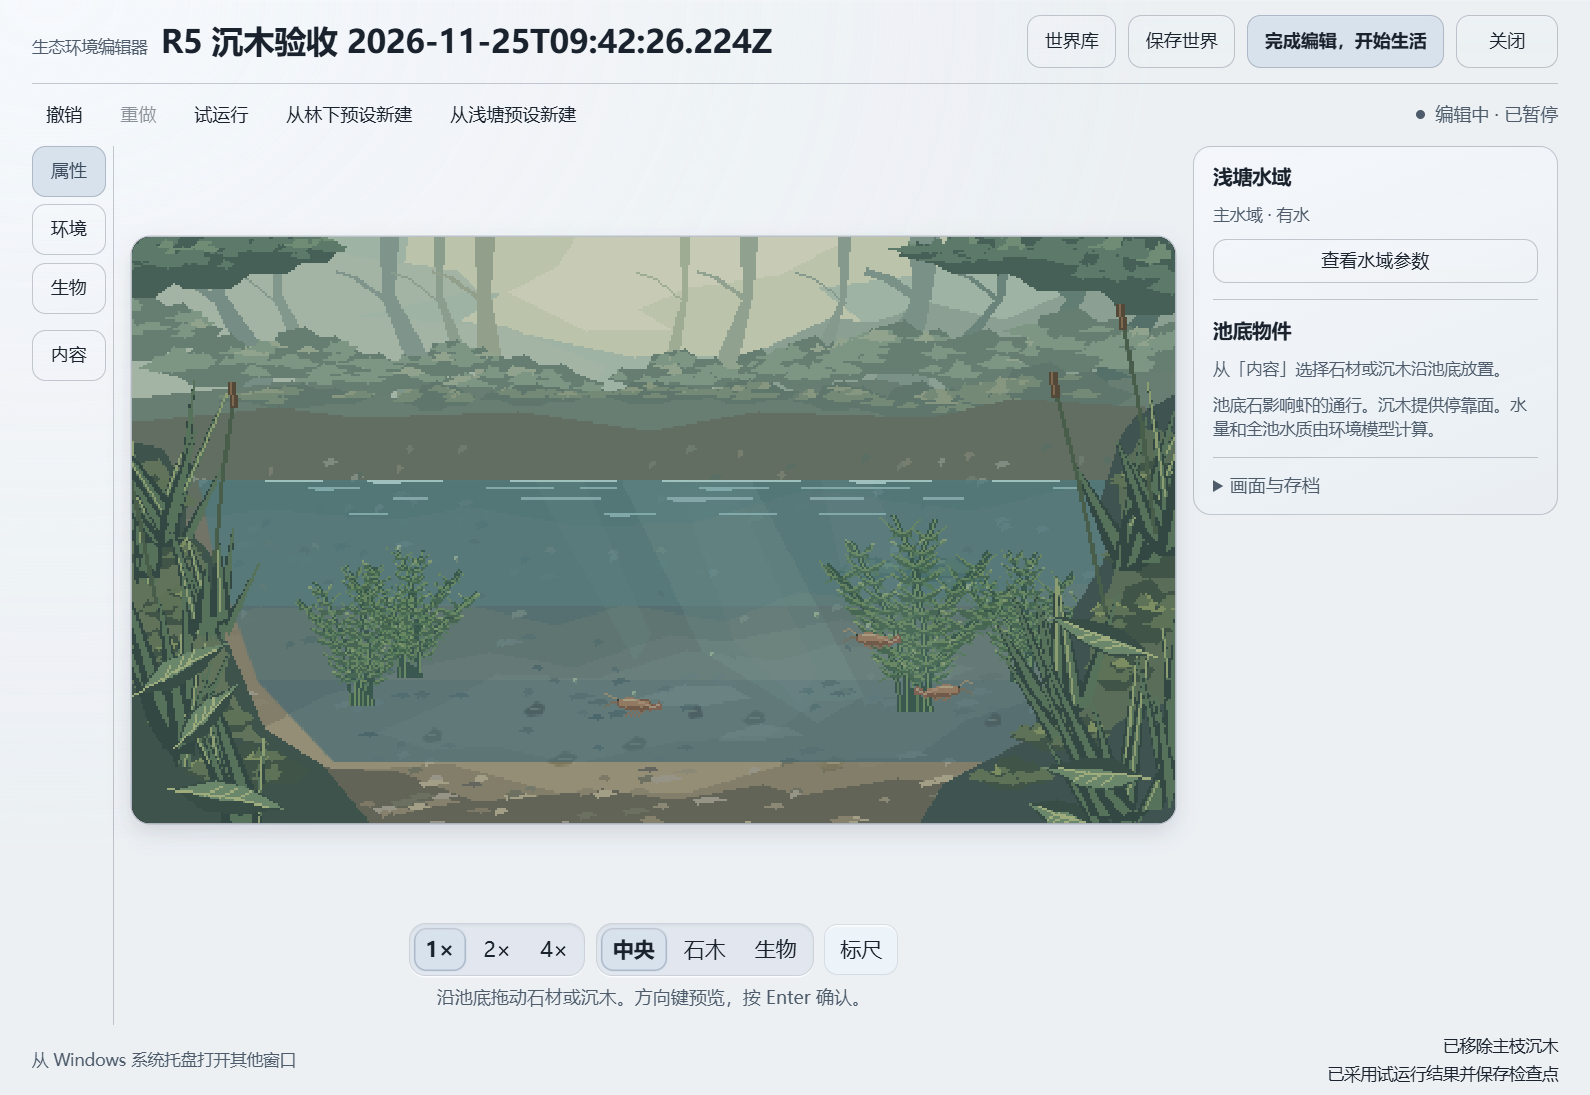 生态环境编辑器 R5 沉木验收 2026-11-25T09:42:26.224Z
世界库 保存世界 完成编辑，开始生活 关闭
撤销 重做 试运行 从林下预设新建 从浅塘预设新建
编辑中 · 已暂停
属性
环境
生物
内容
浅塘水域
主水域 · 有水
查看水域参数
池底物件
从「内容」选择石材或沉木沿池底放置。
池底石影响虾的通行。沉木提供停靠面。水
量和全池水质由环境模型计算。
画面与存档
1× 2× 4× 中央 石木 生物 标尺
沿池底拖动石材或沉木。方向键预览，按 Enter 确认。
从 Windows 系统托盘打开其他窗口
已移除主枝沉木
已采用试运行结果并保存检查点